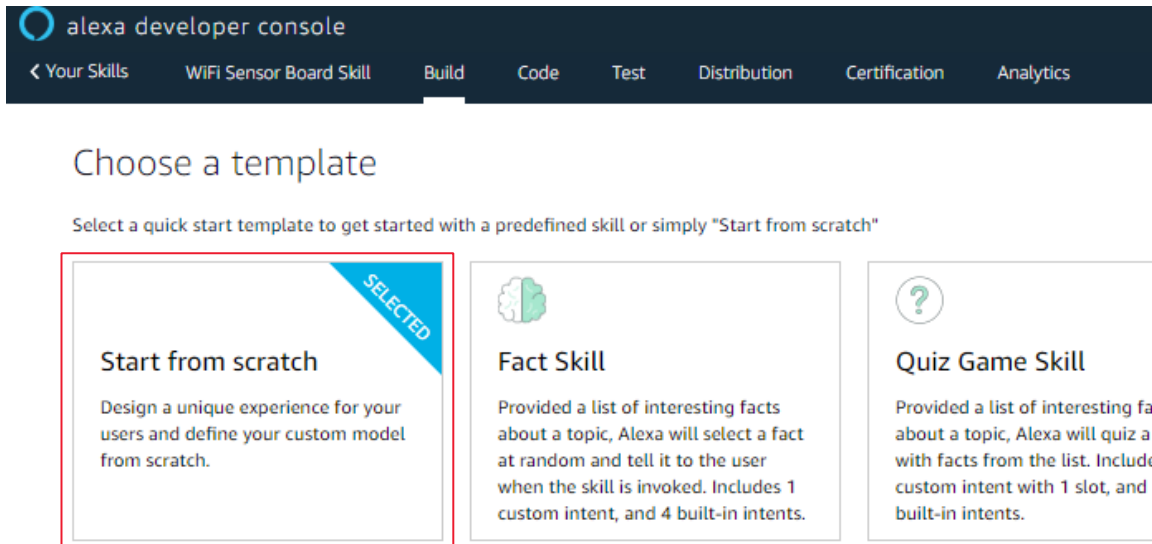 alexa developer console
Your Skills WiFi Sensor Board Skill Build Code Test Distribution Certification Analytics
Choose a template
Select a quick start template to get started with a predefined skill or simply "Start from scratch"
SELECTED
Start from scratch
Design a unique experience for your
users and define your custom model
from scratch.
Fact Skill
Provided a list of interesting facts
about a topic, Alexa will select a fact
at random and tell it to the user
when the skill is invoked. Includes 1
custom intent, and 4 built-in intents.
?
Quiz Game Skill
Provided a list of interesting fa
about a topic, Alexa will quiz a
with facts from the list. Include
custom intent with 1 slot, and
built-in intents.